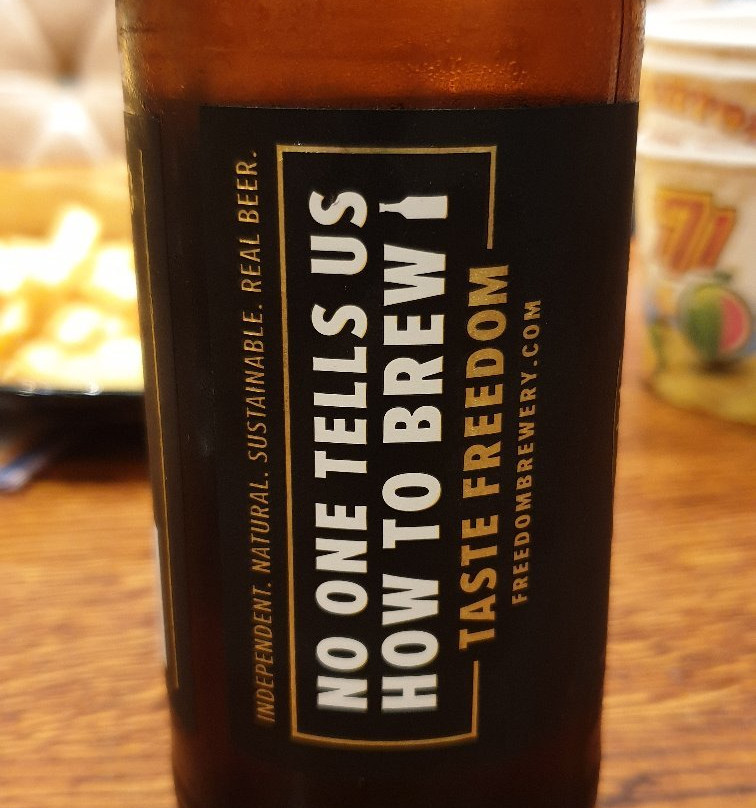 INDEPENDENT. NATURAL. SUSTAINABLE. REAL BEER.
NO ONE TELLS US
HOW TO BREW
TASTE FREEDOM
FREEDOMBREWERY.COM